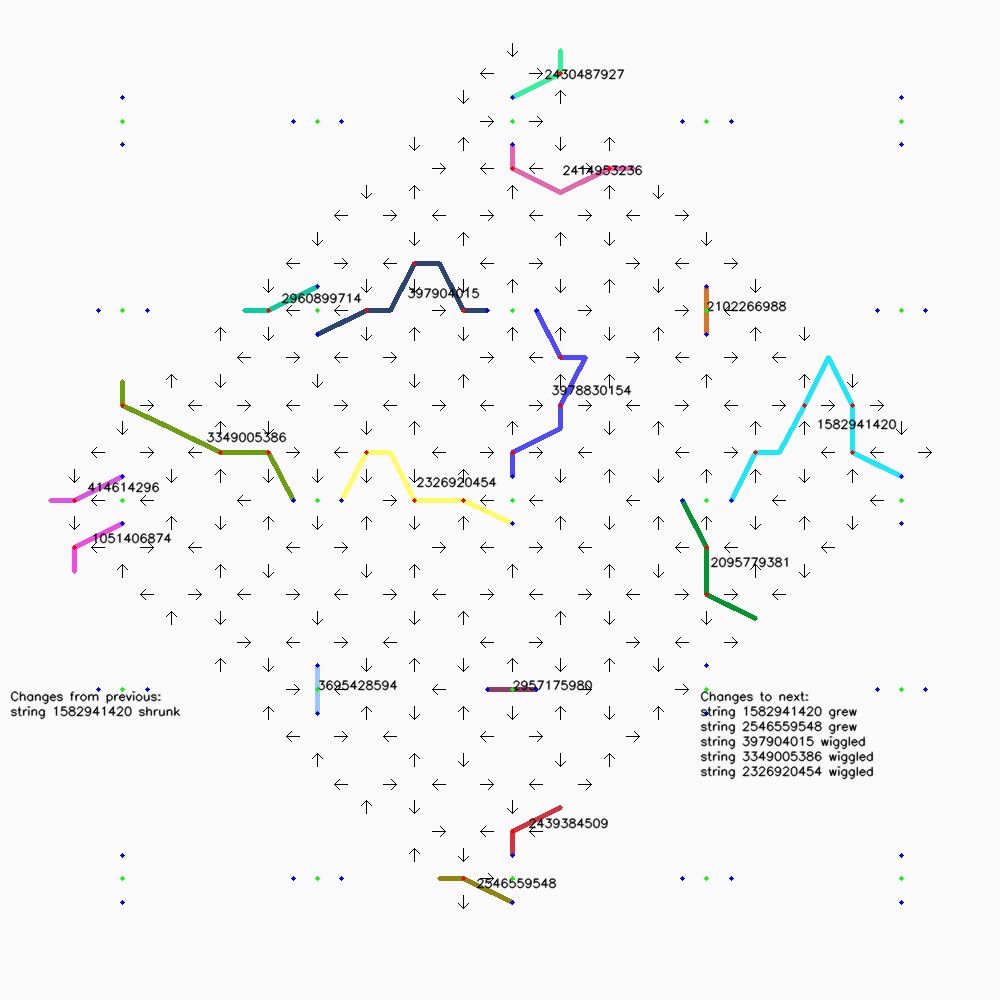 2430487927
2414953236
2960899714
397904015
2102266988
3978830154
1582941420
3349005386
2326920454
414614296
1051406874
2095779381
3695428594
2957175980
Changes from previous:
string 1582941420 shrunk
Changes to next:
string 1582941420 grew
string 2546559548 grew
string 397904015 wiggled
string 3349005386 wiggled
string 2326920454 wiggled
2439384509
2546559548